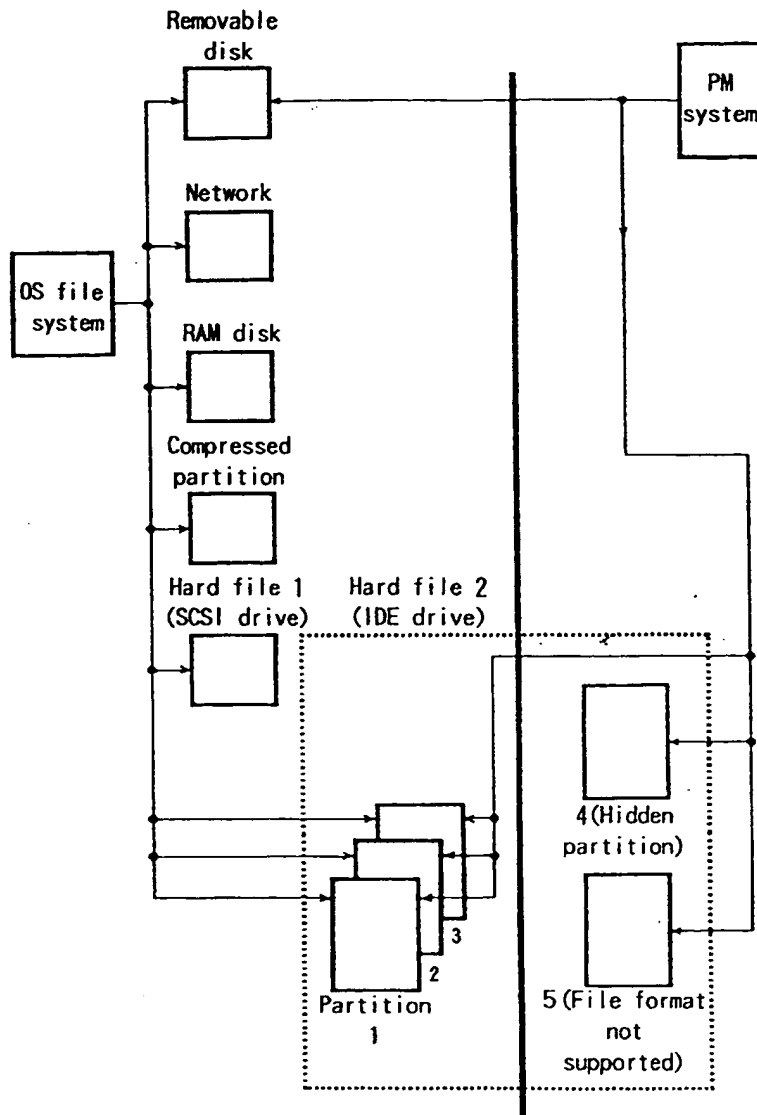 Removable
disk
PM
system
Network
OS file
system
RAM disk
Compressed
partition
Hard file 1
(SCSI drive)
Hard file 2
(IDE drive)
4(Hidden
partition)
3
2
Partition
1
5(File format
not
supported)